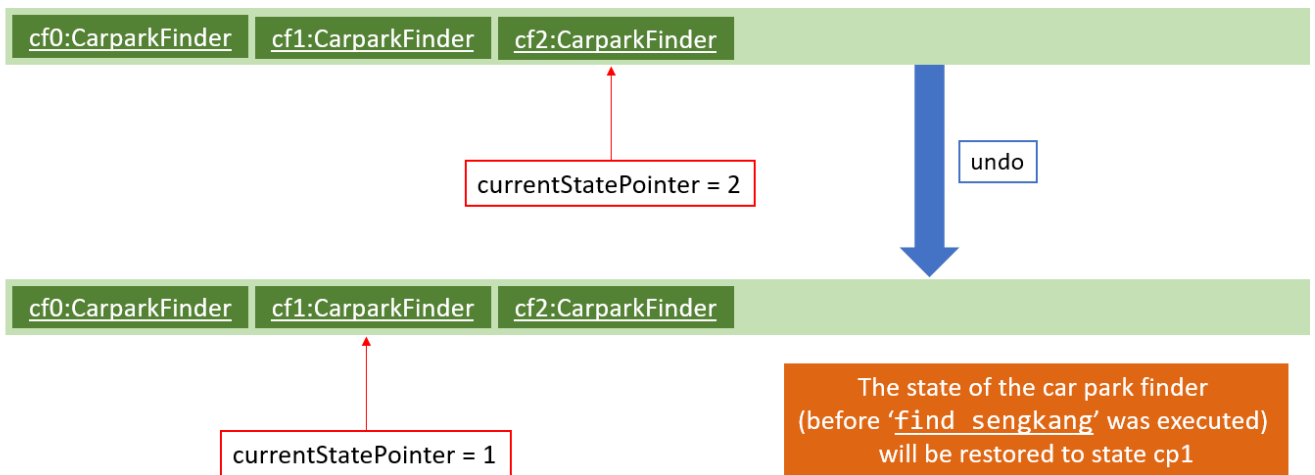 cf0:CarparkFinder cf1:CarparkFinder cf2:CarparkFinder
undo
currentStatePointer = 2
cf0:CarparkFinder cf1:CarparkFinder cf2:CarparkFinder
The state of the car park finder
(before ‘find sengkang’ was executed)
will be restored to state cp1
currentStatePointer = 1